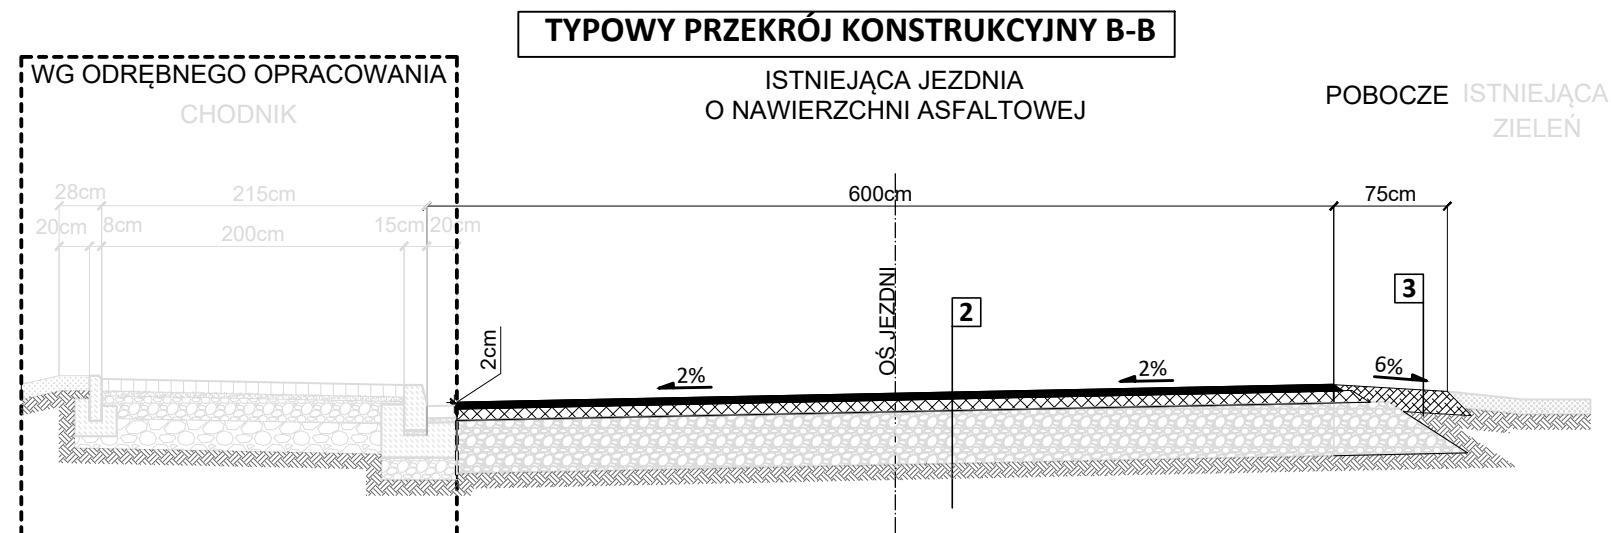 TYPOWY PRZEKRÓJ KONSTRUKCYJNY B-B
WG ODRĘBNEGO OPRACOWANIA
CHODNIK
ISTNIEJĄCA JEZDNIA
O NAWIERZCHNI ASFALTOWEJ
POBOCZE
ISTNIEJĄCA
ZIELEŃ
28cm
215cm
600cm
75cm
20cm
8cm
200cm
15cm
20cm
OŚ JEZDNI
2
3
2cm
2%
2%
6%